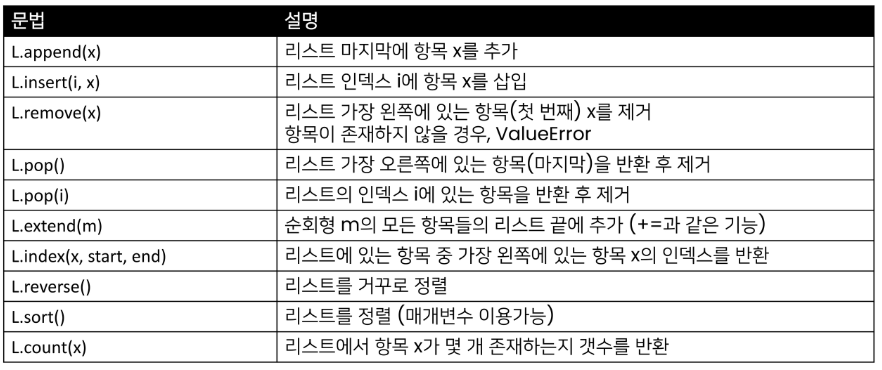 문법 설명
L.append(x) 리스트 마지막에 항목 x를 추가
L.insert(i, x) 리스트 인덱스 i에 항목 x를 삽입
L.remove(x) 리스트 가장 왼쪽에 있는 항목(첫 번째) x를 제거
항목이 존재하지 않을 경우, ValueError
L.pop() 리스트 가장 오른쪽에 있는 항목(마지막)을 반환 후 제거
L.pop(i) 리스트의 인덱스 i에 있는 항목을 반환 후 제거
L.extend(m) 순회형 m의 모든 항목들의 리스트 끝에 추가 (+=과 같은 기능)
L.index(x, start, end) 리스트에 있는 항목 중 가장 왼쪽에 있는 항목 x의 인덱스를 반환
L.reverse() 리스트를 거꾸로 정렬
L.sort() 리스트를 정렬 (매개변수 이용가능)
L.count(x) 리스트에서 항목 x가 몇 개 존재하는지 갯수를 반환